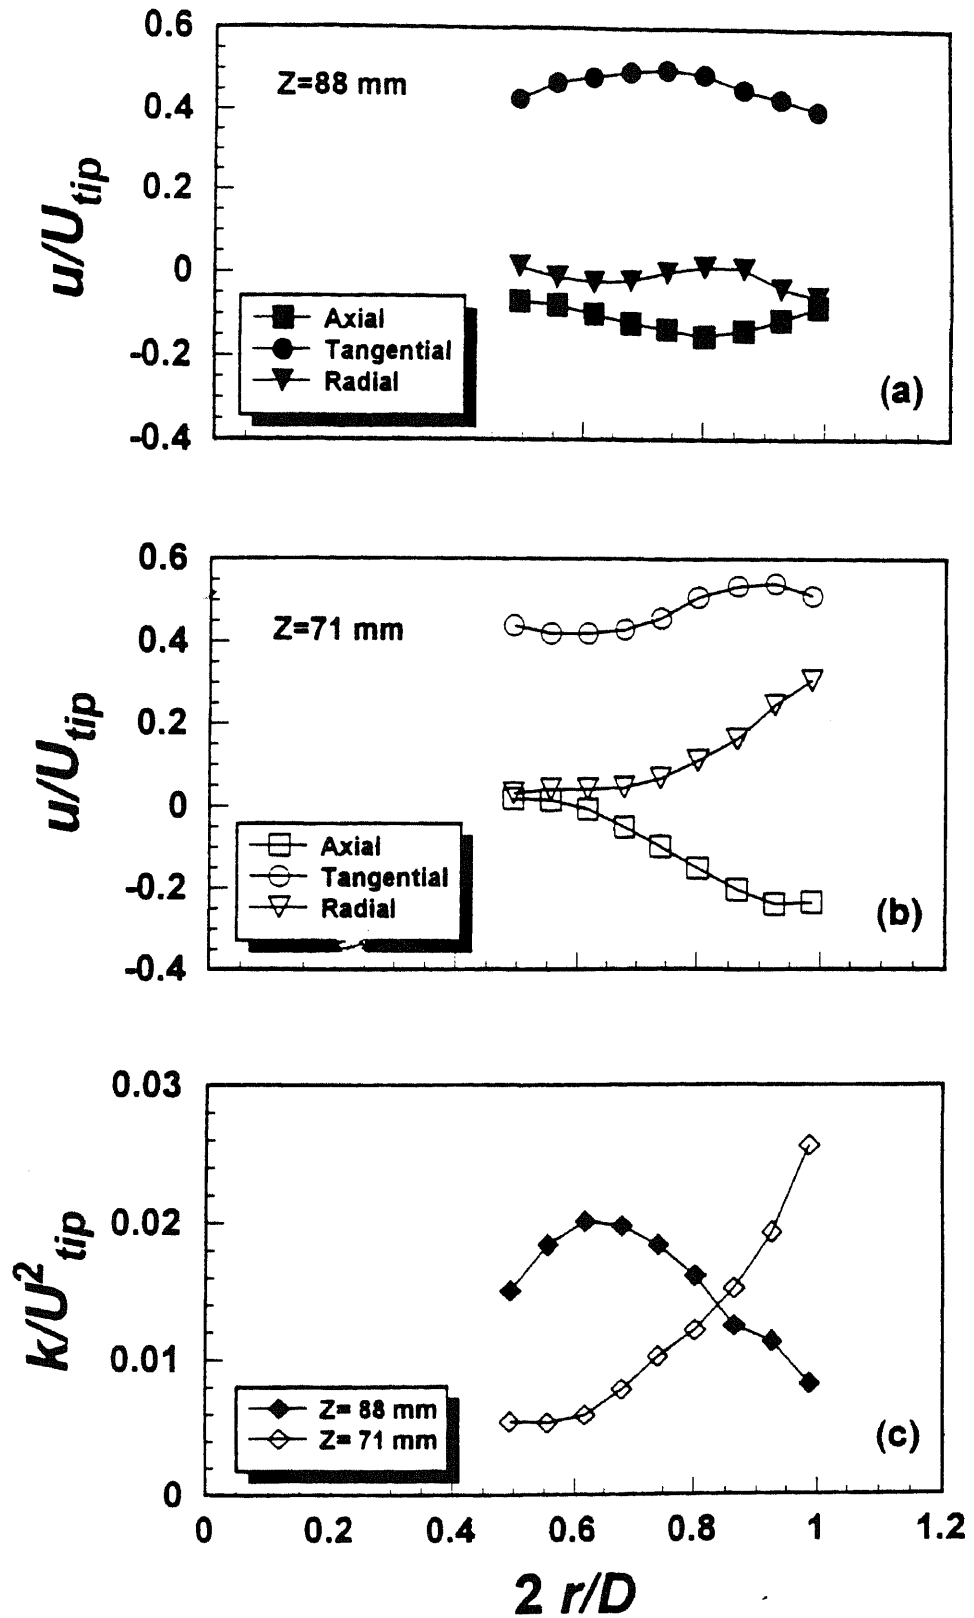 0.6
Z=88 mm
0.4
0.2
u/U_tip
0
Axial
Tangential
-0.2
Radial
(a)
-0.4
0.6
Z=71 mm
0.4
0.2
u/U_tip
0
Axial
Tangential
-0.2
Radial
(b)
-0.4
0.03
0.02
k/U²_tip
0.01
Z= 88 mm
Z= 71 mm
(c)
0
0 0.2 0.4 0.6 0.8 1 1.2
2 r/D